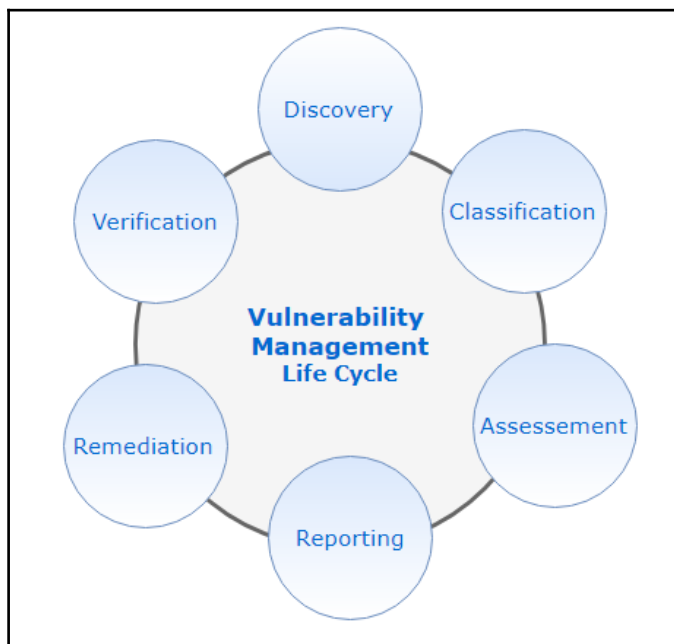 Discovery
Classification
Assessement
Reporting
Remediation
Verification
Vulnerability
Management
Life Cycle